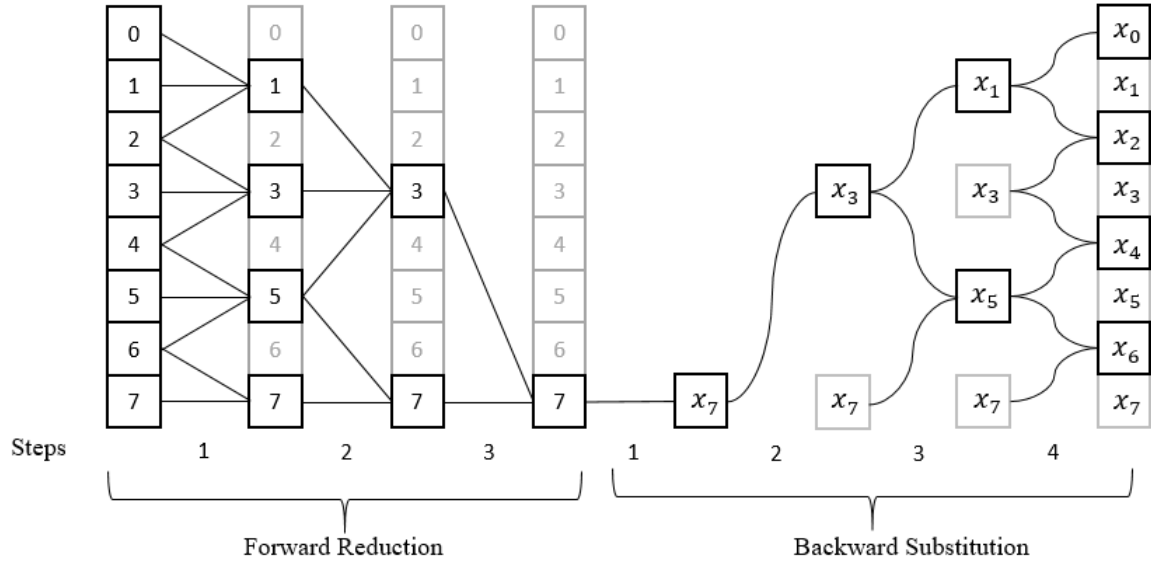 0 0 0 0 x₀
1 1 1 1 x₁ x₁
2 2 2 2 x₂
3 3 3 3 x₃ x₃ x₃
4 4 4 4 x₄
5 5 5 5 x₅ x₅
6 6 6 6 x₆
7 7 7 7 x₇ x₇ x₇ x₇
Steps 1 2 3 1 2 3 4
Forward Reduction Backward Substitution